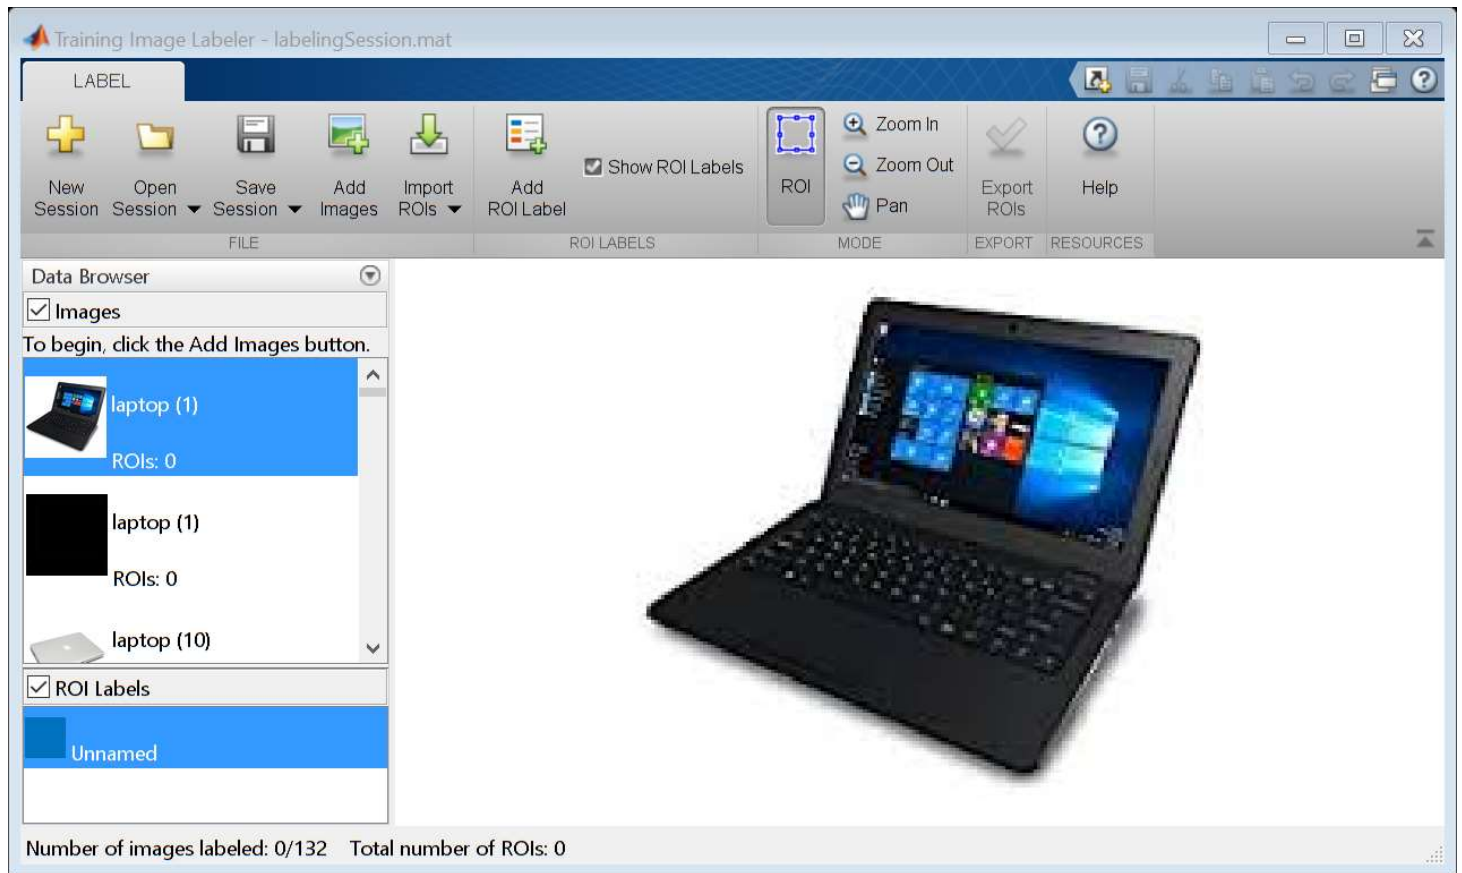 Training Image Labeler - labelingSession.mat
LABEL
New Session
Open Session
Save Session
Add Images
Import ROIs
Add ROI Label
Show ROI Labels
ROI
Zoom In
Zoom Out
Pan
Export ROIs
Help
FILE
ROI LABELS
MODE
EXPORT
RESOURCES
Data Browser
Images
To begin, click the Add Images button.
laptop (1)
ROIs: 0
laptop (1)
ROIs: 0
laptop (10)
ROI Labels
Unnamed
Number of images labeled: 0/132 Total number of ROIs: 0